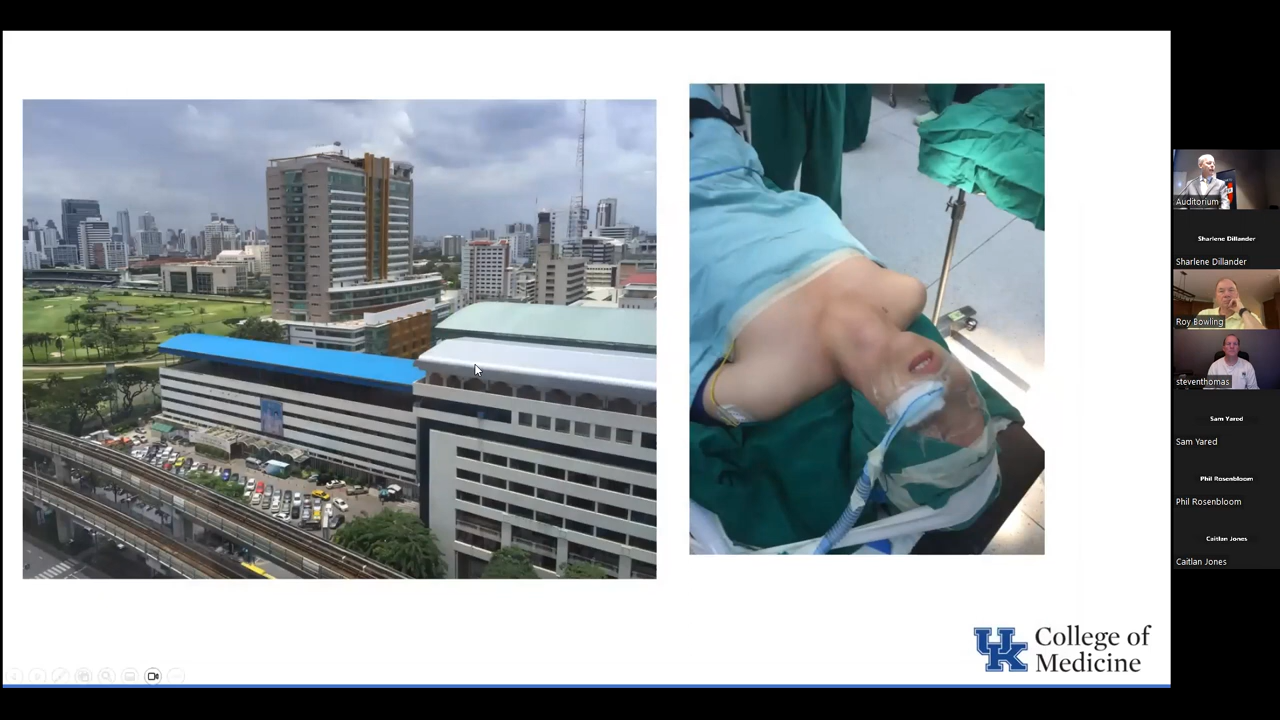 Auditorium
Sharlene Dillander
Sharlene Dillander
Roy Bowling
steventhomas
Sam Yared
Sam Yared
Phil Rosenbloom
Phil Rosenbloom
Caitlan Jones
Caitlan Jones
UK College of
Medicine